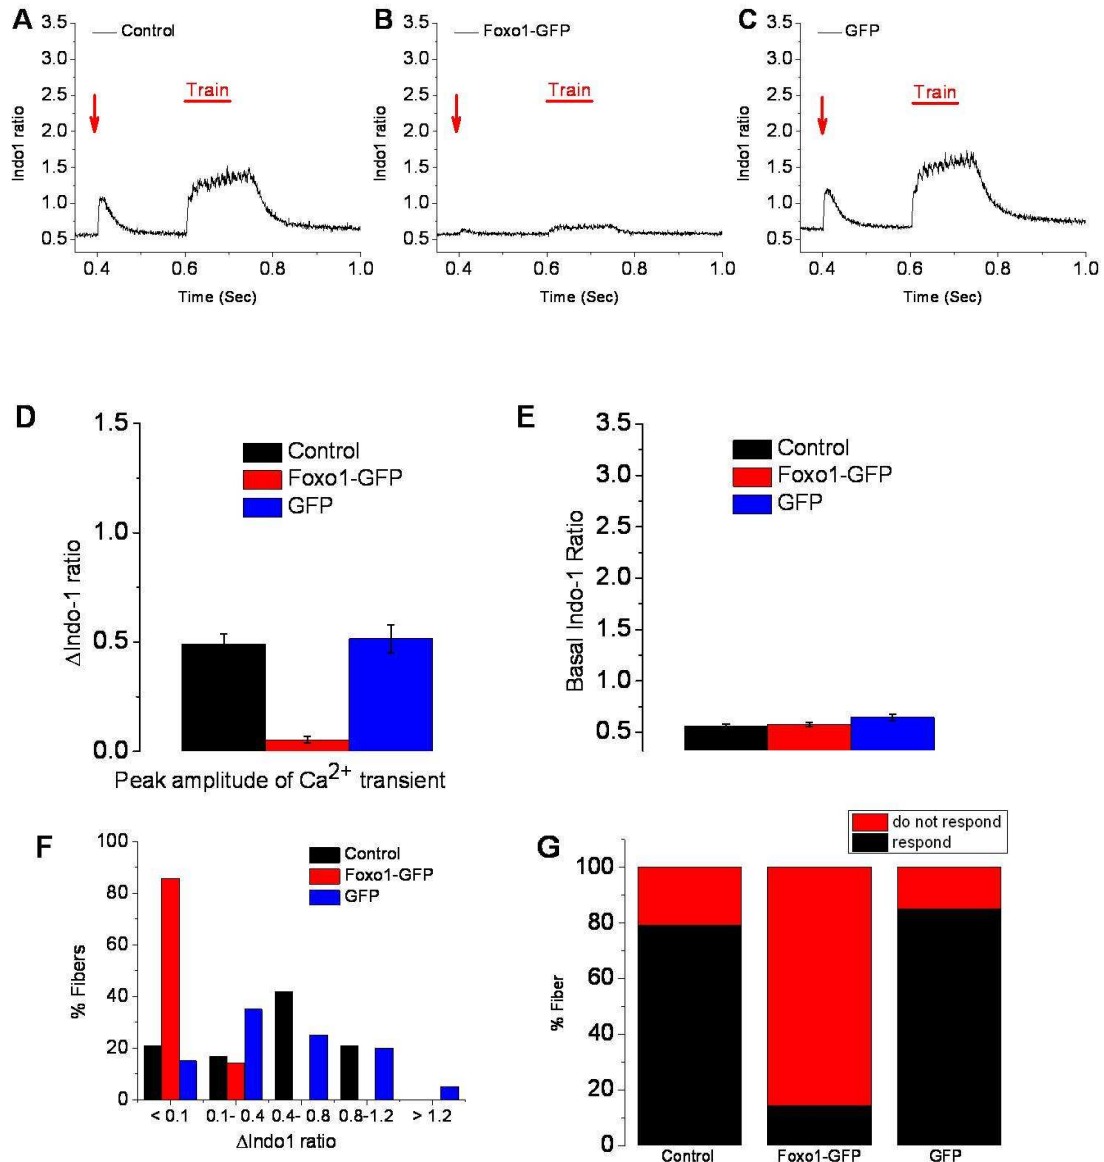 A
3.5
3.0
2.5
2.0
1.5
1.0
0.5
Indo1 ratio
Control
Train
0.4
0.6
0.8
1.0
Time (Sec)
B
3.5
3.0
2.5
2.0
1.5
1.0
0.5
Indo1 ratio
Foxo1-GFP
Train
0.4
0.6
0.8
1.0
Time (Sec)
C
3.5
3.0
2.5
2.0
1.5
1.0
0.5
Indo1 ratio
GFP
Train
0.4
0.6
0.8
1.0
Time (Sec)
D
1.5
1.0
0.5
0.0
ΔIndo-1 ratio
Control
Foxo1-GFP
GFP
Peak amplitude of Ca2+ transient
E
3.5
3.0
2.5
2.0
1.5
1.0
0.5
Basal Indo-1 Ratio
Control
Foxo1-GFP
GFP
F
100
80
60
40
20
0
% Fibers
Control
Foxo1-GFP
GFP
< 0.1
0.1- 0.4
0.4- 0.8
0.8-1.2
> 1.2
ΔIndo1 ratio
G
do not respond
respond
100
80
60
40
20
0
% Fiber
Control
Foxo1-GFP
GFP